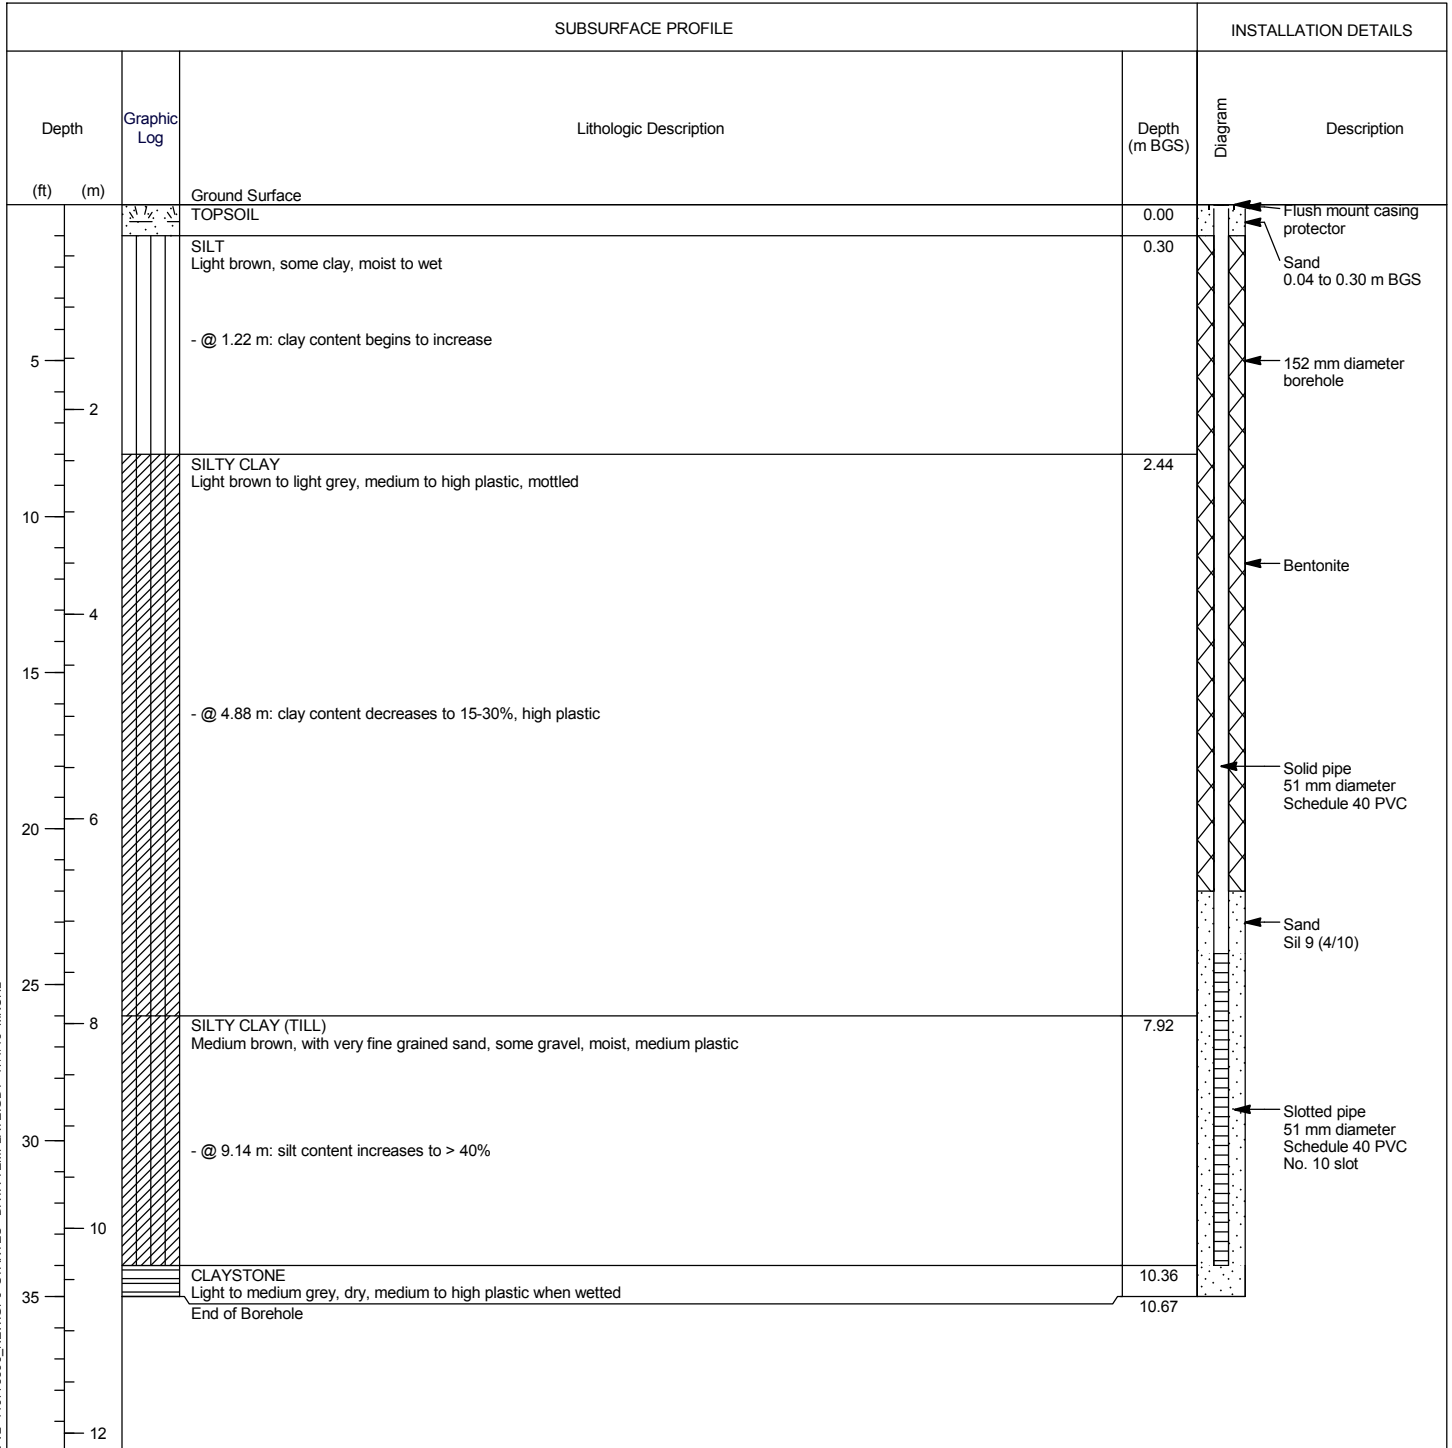 SUBSURFACE PROFILE
INSTALLATION DETAILS
Depth
Graphic
Log
Lithologic Description
Depth
(m BGS)
Diagram
Description
(ft)
(m)
Ground Surface
TOPSOIL
0.00
Flush mount casing
protector
SILT
0.30
Light brown, some clay, moist to wet
Sand
0.04 to 0.30 m BGS
- @ 1.22 m: clay content begins to increase
5
152 mm diameter
borehole
2
SILTY CLAY
2.44
Light brown to light grey, medium to high plastic, mottled
10
Bentonite
4
15
- @ 4.88 m: clay content decreases to 15-30%, high plastic
Solid pipe
51 mm diameter
Schedule 40 PVC
6
20
Sand
Sil 9 (4/10)
25
8
SILTY CLAY (TILL)
7.92
Medium brown, with very fine grained sand, some gravel, moist, medium plastic
Slotted pipe
51 mm diameter
Schedule 40 PVC
No. 10 slot
30
- @ 9.14 m: silt content increases to > 40%
10
CLAYSTONE
10.36
Light to medium grey, dry, medium to high plastic when wetted
35
10.67
End of Borehole
12